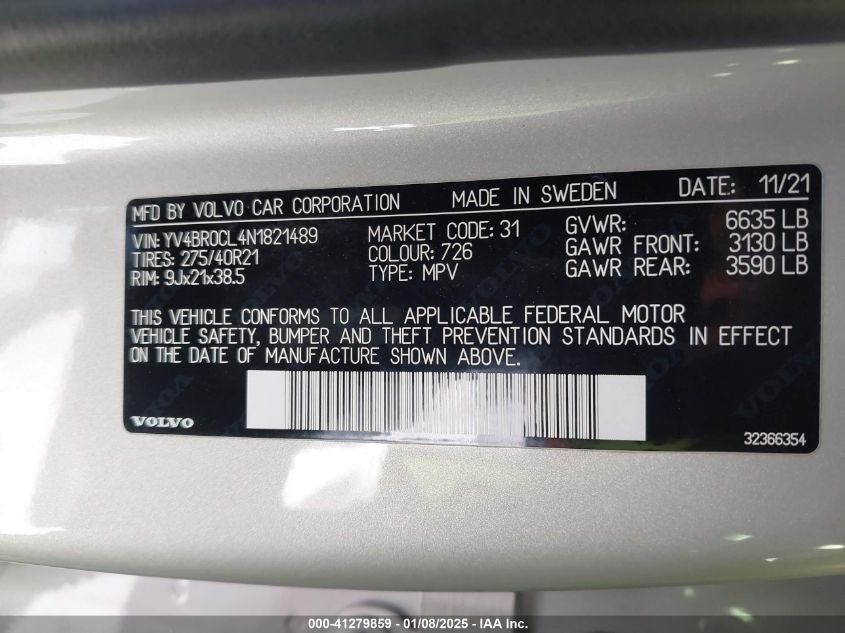 MFD BY VOLVO CAR CORPORATION MADE IN SWEDEN DATE: 11/21
VIN: YV4BR0CL4N1821489 MARKET CODE: 31 GVWR: 6635 LB
TIRES: 275/40R21 COLOUR: 726 GAWR FRONT: 3130 LB
RIM: 9Jx21x38.5 TYPE: MPV GAWR REAR: 3590 LB
THIS VEHICLE CONFORMS TO ALL APPLICABLE FEDERAL MOTOR
VEHICLE SAFETY, BUMPER AND THEFT PREVENTION STANDARDS IN EFFECT
ON THE DATE OF MANUFACTURE SHOWN ABOVE.
VOLVO
32366354
000-41279859 - 01/08/2025 - IAA Inc.